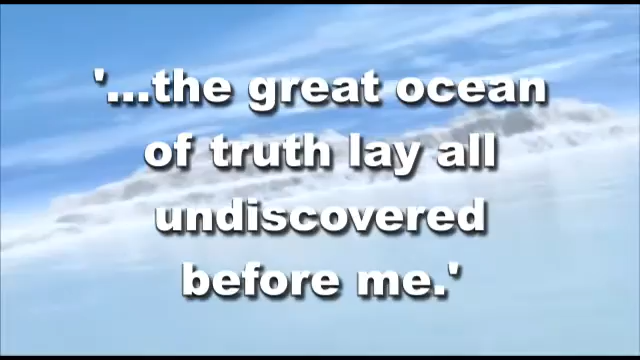 '...the great ocean
of truth lay all
undiscovered
before me.'